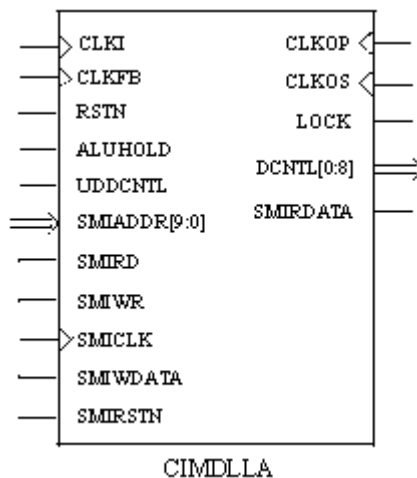 CLKI
CLKFB
RSTN
ALUHOLD
UDDCNTL
SMIADDR[9:0]
SMIRD
SMIWR
SMICLK
SMIWDATA
SMIRSTN
CLKOP
CLKOS
LOCK
DCNTL[0:8]
SMIRDATA
CIMDLLA